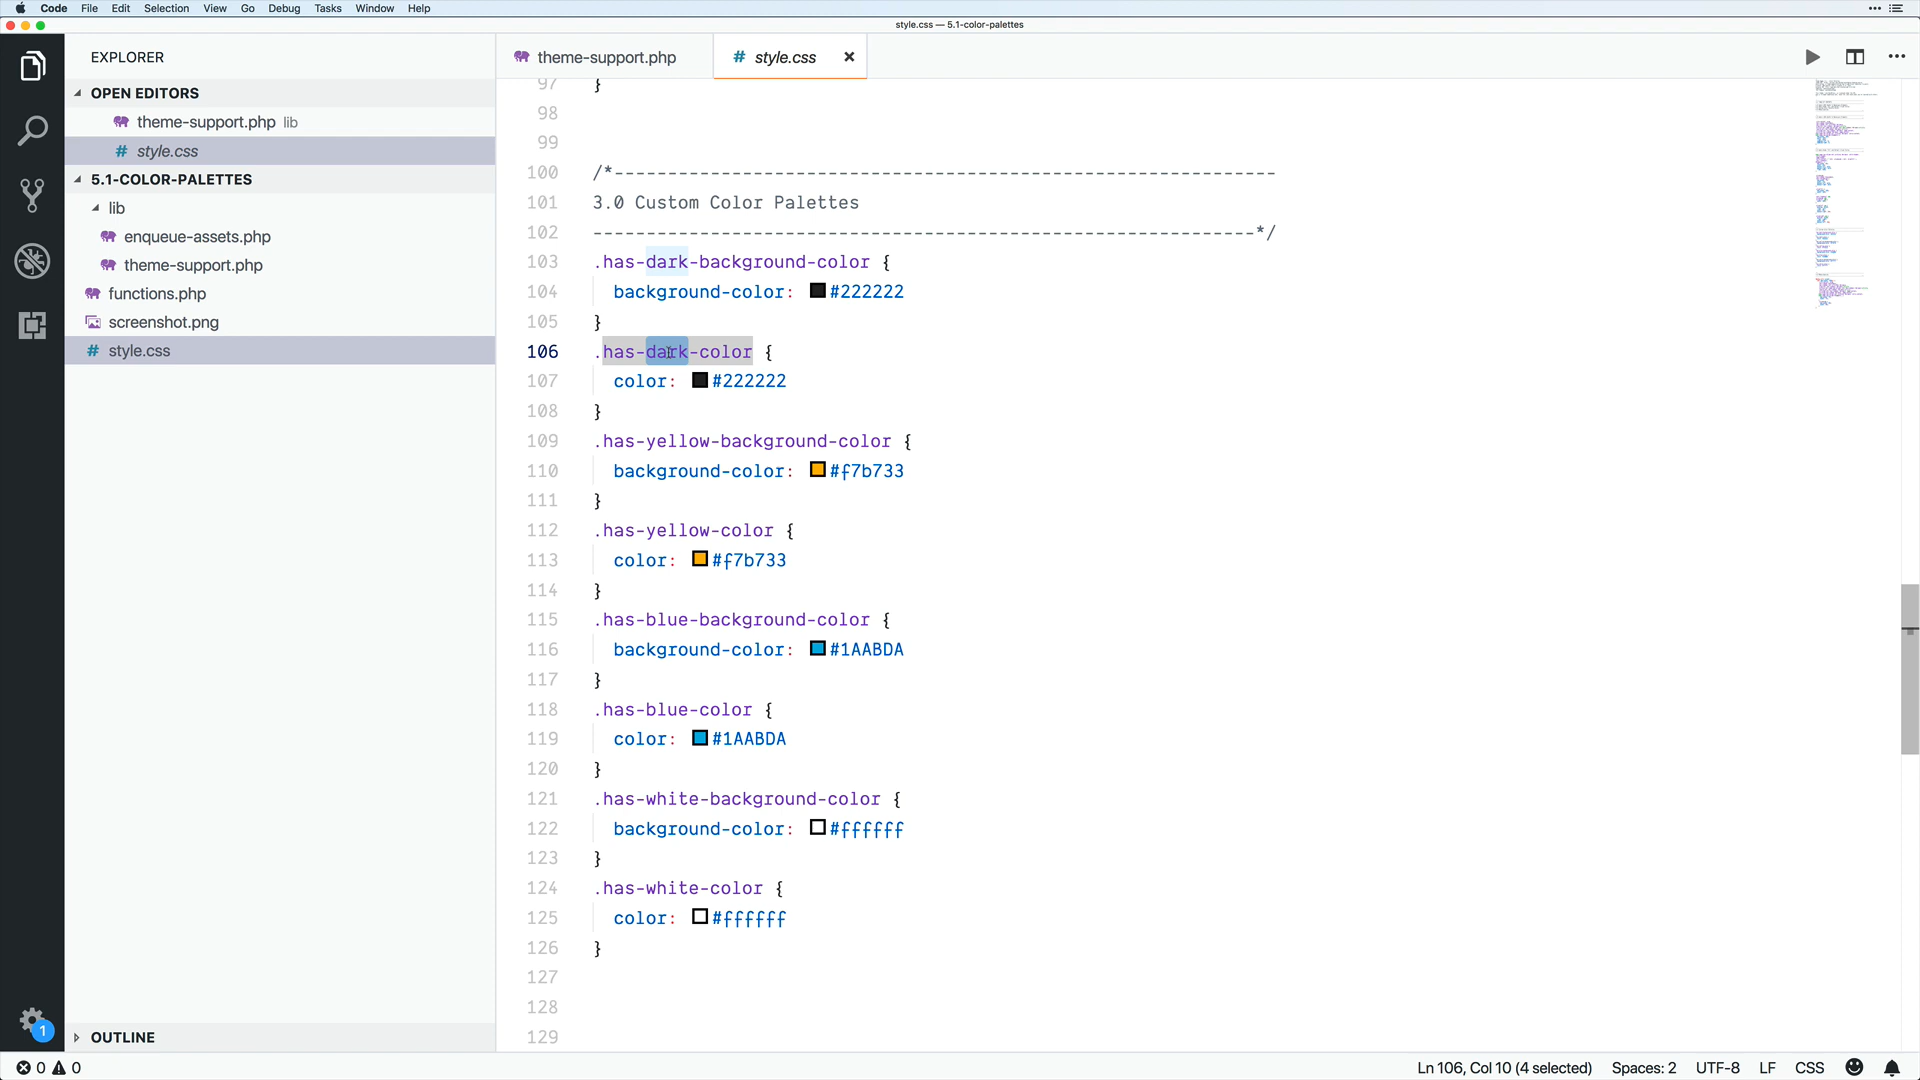 Code File Edit Selection View Go Debug Tasks Window Help
style.css — 5.1-color-palettes
EXPLORER
OPEN EDITORS
theme-support.php lib
# style.css
5.1-COLOR-PALETTES
lib
enqueue-assets.php
theme-support.php
functions.php
screenshot.png
# style.css
OUTLINE
1
theme-support.php
# style.css
97 }
98
99
100 /*--------------------------------------------------------------
101 3.0 Custom Color Palettes
102 --------------------------------------------------------------*/
103 .has-dark-background-color {
104 background-color: #222222
105 }
106 .has-dark-color {
107 color: #222222
108 }
109 .has-yellow-background-color {
110 background-color: #f7b733
111 }
112 .has-yellow-color {
113 color: #f7b733
114 }
115 .has-blue-background-color {
116 background-color: #1AABDA
117 }
118 .has-blue-color {
119 color: #1AABDA
120 }
121 .has-white-background-color {
122 background-color: #ffffff
123 }
124 .has-white-color {
125 color: #ffffff
126 }
127
128
129
0 0 Ln 106, Col 10 (4 selected) Spaces: 2 UTF-8 LF CSS